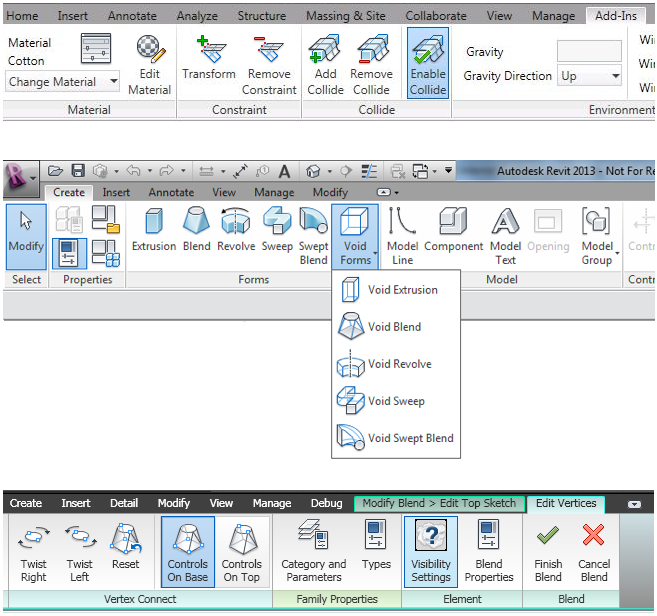 Home Insert Annotate Analyze Structure Massing & Site Collaborate View Manage Add-Ins
Material
Cotton
Change Material
Edit
Material
Transform
Remove
Constraint
Add
Collide
Remove
Collide
Enable
Collide
Gravity
Gravity Direction Up
Material Constraint Collide Environment
Autodesk Revit 2013 - Not For Re
Create Insert Annotate View Manage Modify
Modify
Extrusion
Blend
Revolve
Sweep
Swept
Blend
Void
Forms
Model
Line
Component
Model
Text
Opening
Model
Group
Contr
Select Properties Forms Model Contr
Void Extrusion
Void Blend
Void Revolve
Void Sweep
Void Swept Blend
Create Insert Detail Modify View Manage Debug Modify Blend > Edit Top Sketch Edit Vertices
Twist
Right
Twist
Left
Reset
Controls
On Base
Controls
On Top
Category and
Parameters
Types
Visibility
Settings
Blend
Properties
Finish
Blend
Cancel
Blend
Vertex Connect Family Properties Element Blend